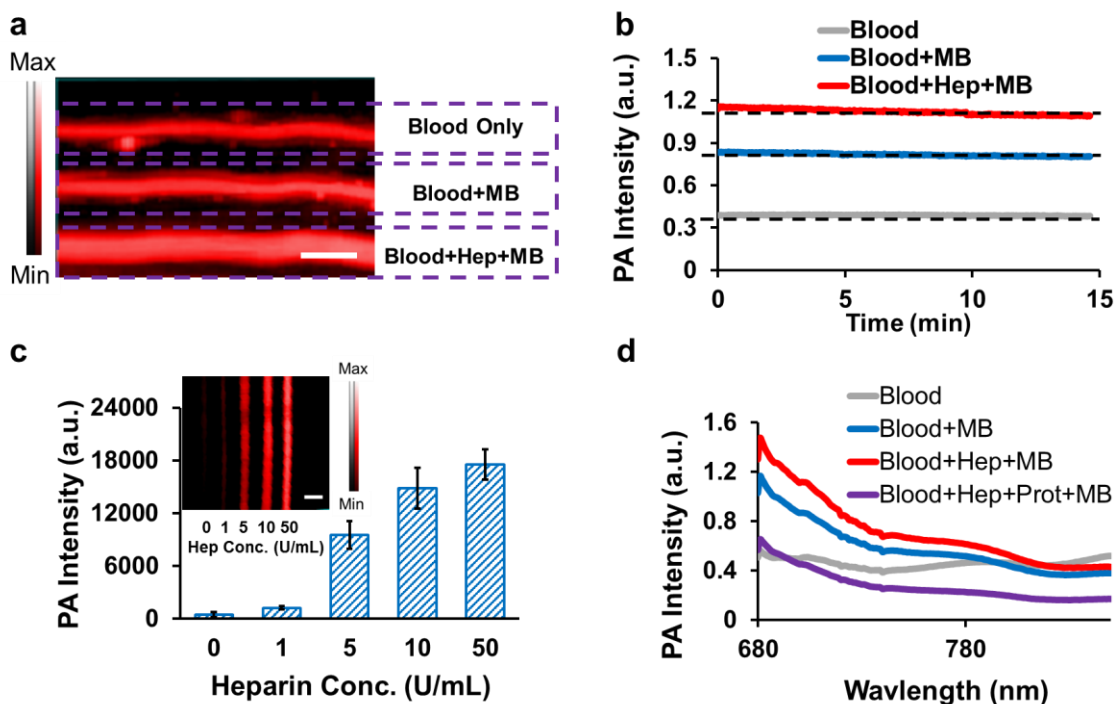 a
Max
Min
Blood Only
Blood+MB
Blood+Hep+MB
b
Blood
Blood+MB
Blood+Hep+MB
PA Intensity (a.u.)
1.5
1.2
0.9
0.6
0.3
0
0 5 10 15
Time (min)
c
PA Intensity (a.u.)
24000
18000
12000
6000
0
Max
Min
0 1 5 10 50
Hep Conc. (U/mL)
0 1 5 10 50
Heparin Conc. (U/mL)
d
Blood
Blood+MB
Blood+Hep+MB
Blood+Hep+Prot+MB
PA Intensity (a.u.)
1.6
1.2
0.8
0.4
0
680 780
Wavlength (nm)